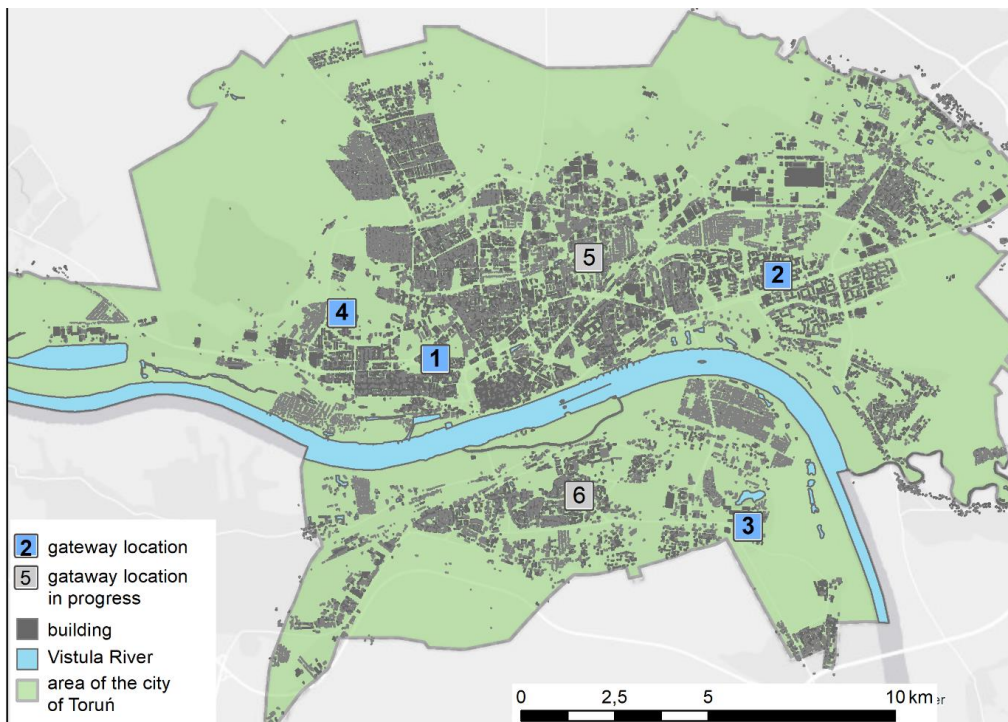 5
2
4
1
6
3
2 gateway location
5 gataway location
in progress
building
Vistula River
area of the city
of Toruń
0 2,5 5 10 km er